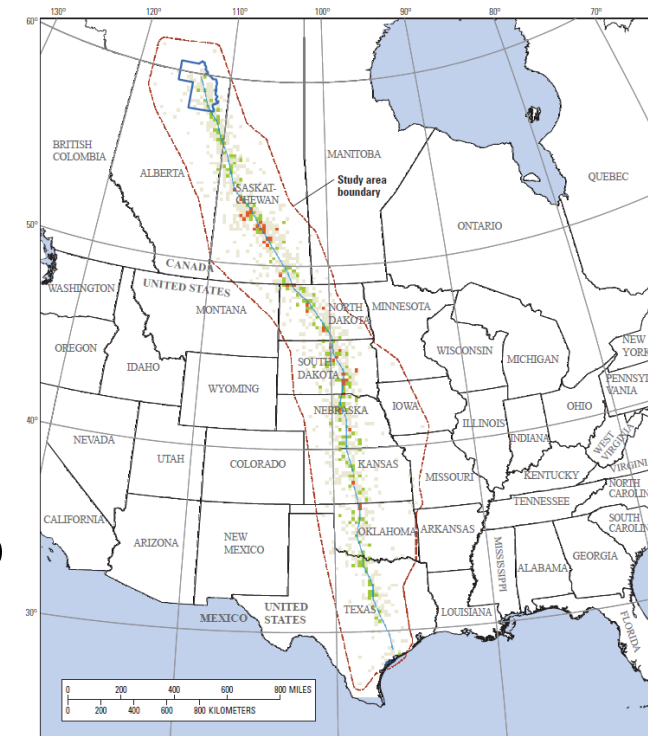 130°
120°
110°
100°
90°
80°
70°
60°
BRITISH
COLOMBIA
ALBERTA
SASKAT-
CHEWAN
MANITOBA
Study area
boundary
QUEBEC
ONTARIO
50°
CANADA
UNITED STATES
WASHINGTON
MONTANA
NORTH
DAKOTA
MINNESOTA
OREGON
IDAHO
WYOMING
SOUTH
DAKOTA
WISCONSIN
MICHIGAN
NEW
YORK
PENNSYL
VANIA
40°
NEBRASKA
IOWA
ILLINOIS
INDIANA
OHIO
WEST
VIRGINIA
VIRGINI
NEVADA
UTAH
COLORADO
KANSAS
MISSOURI
KENTUCKY
NORTH
CAROLIN
TENNESSEE
CALIFORNIA
ARIZONA
NEW
MEXICO
OKLAHOMA
ARKANSAS
SOUTH
CAROLIN
MISSISSIPPI
ALABAMA
GEORGIA
30°
MEXICO
UNITED
STATES
TEXAS
LOUISIANA
FLORIDA
0 200 400 600 800 MILES
0 200 400 600 800 KILOMETERS